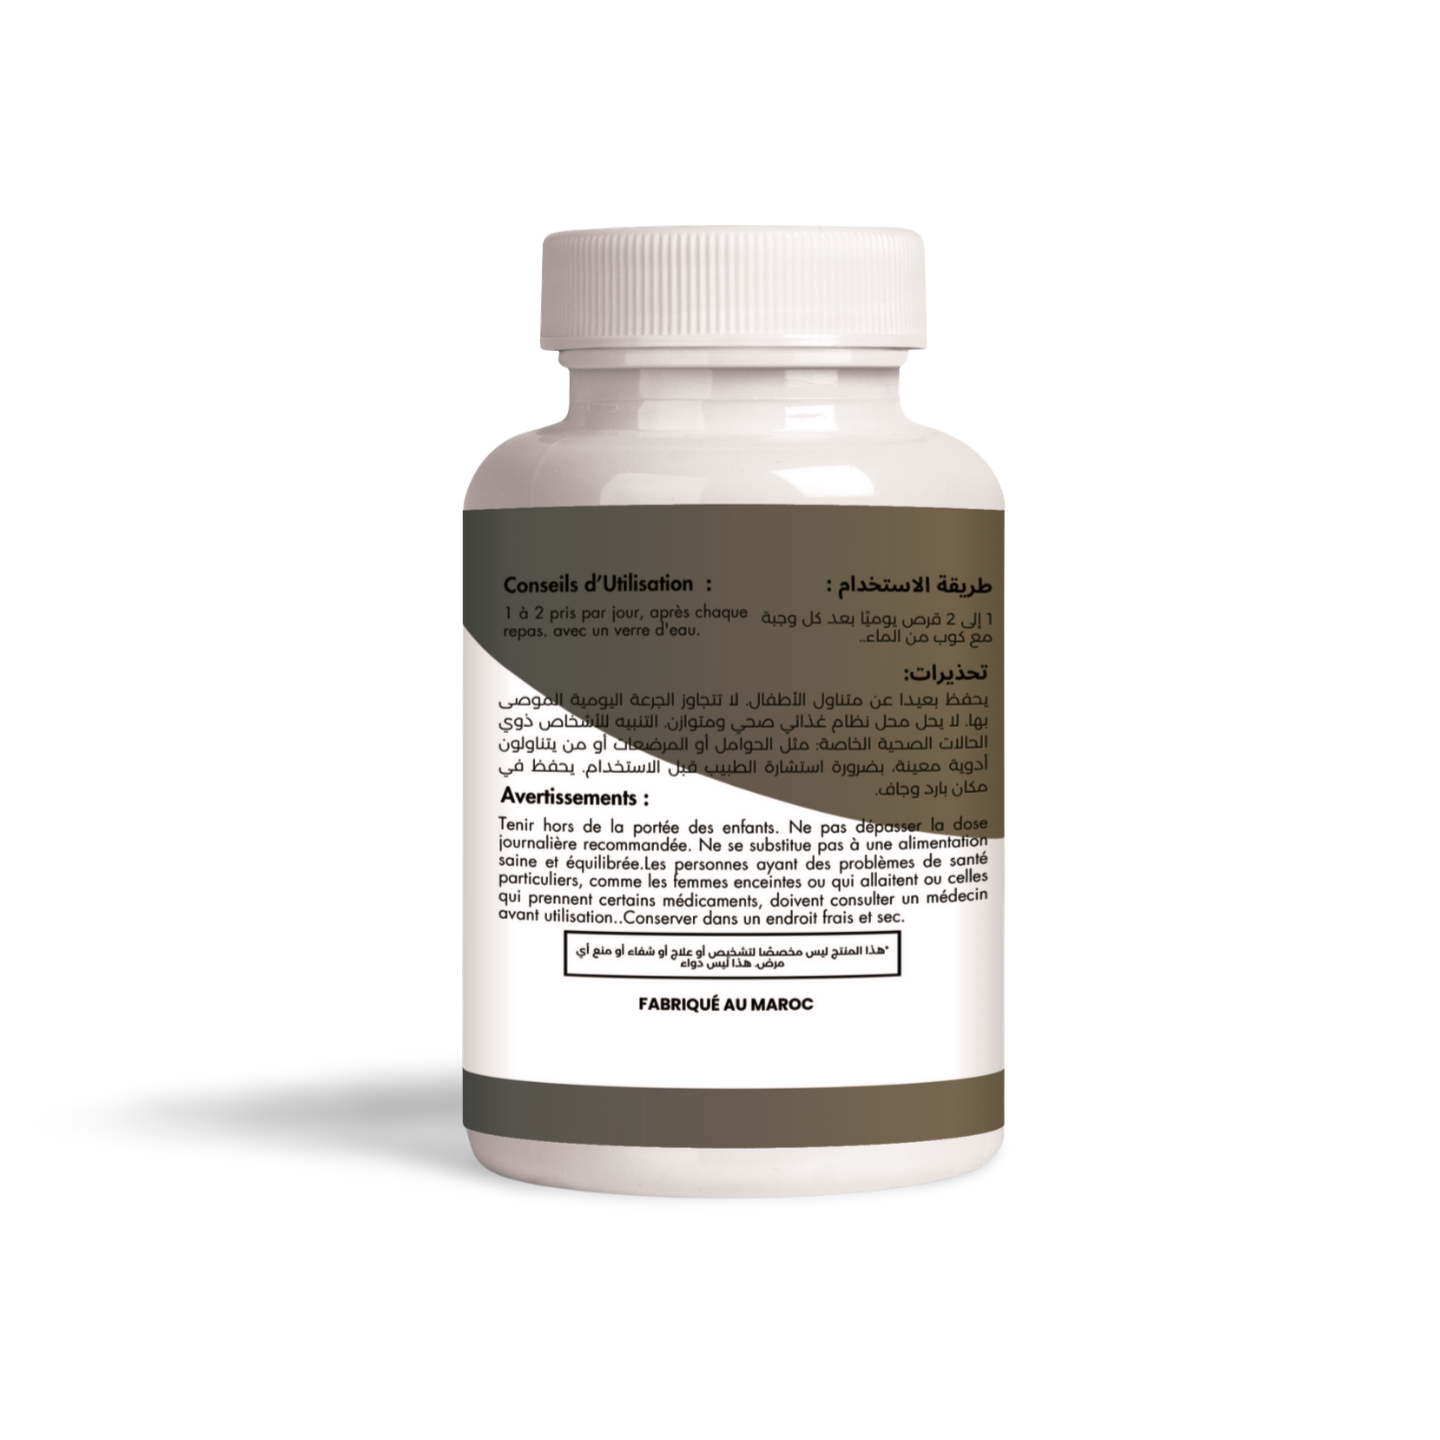 Conseils d'Utilisation :
1 à 2 pris par jour, après chaque
repas. avec un verre d'eau.
طريقة الاستخدام :
1 إلى 2 قرص يوميًا بعد كل وجبة
مع كوب من الماء..
تحذيرات:
يحفظ بعيدا عن متناول الأطفال. لا تتجاوز الجرعة اليومية الموصى
بها. لا يحل محل نظام غذائي صحي ومتوازن. التنبيه للأشخاص ذوي
الحالات الصحية الخاصة: مثل الحوامل أو المرضعات أو من يتناولون
أدوية معينة. بضرورة استشارة الطبيب قبل الاستخدام. يحفظ في
مكان بارد وجاف.
Avertissements :
Tenir hors de la portée des enfants. Ne pas dépasser la dose
journalière recommandée. Ne se substitue pas à une alimentation
saine et équilibrée.Les personnes ayant des problèmes de santé
particuliers, comme les femmes enceintes ou qui allaitent ou celles
qui prennent certains médicaments, doivent consulter un médecin
avant utilisation..Conserver dans un endroit frais et sec.
*هذا المنتج ليس مخصصًا لتشخيص أو علاج أو شفاء أو منع أي
مرض. هذا ليس دواء
FABRIQUÉ AU MAROC